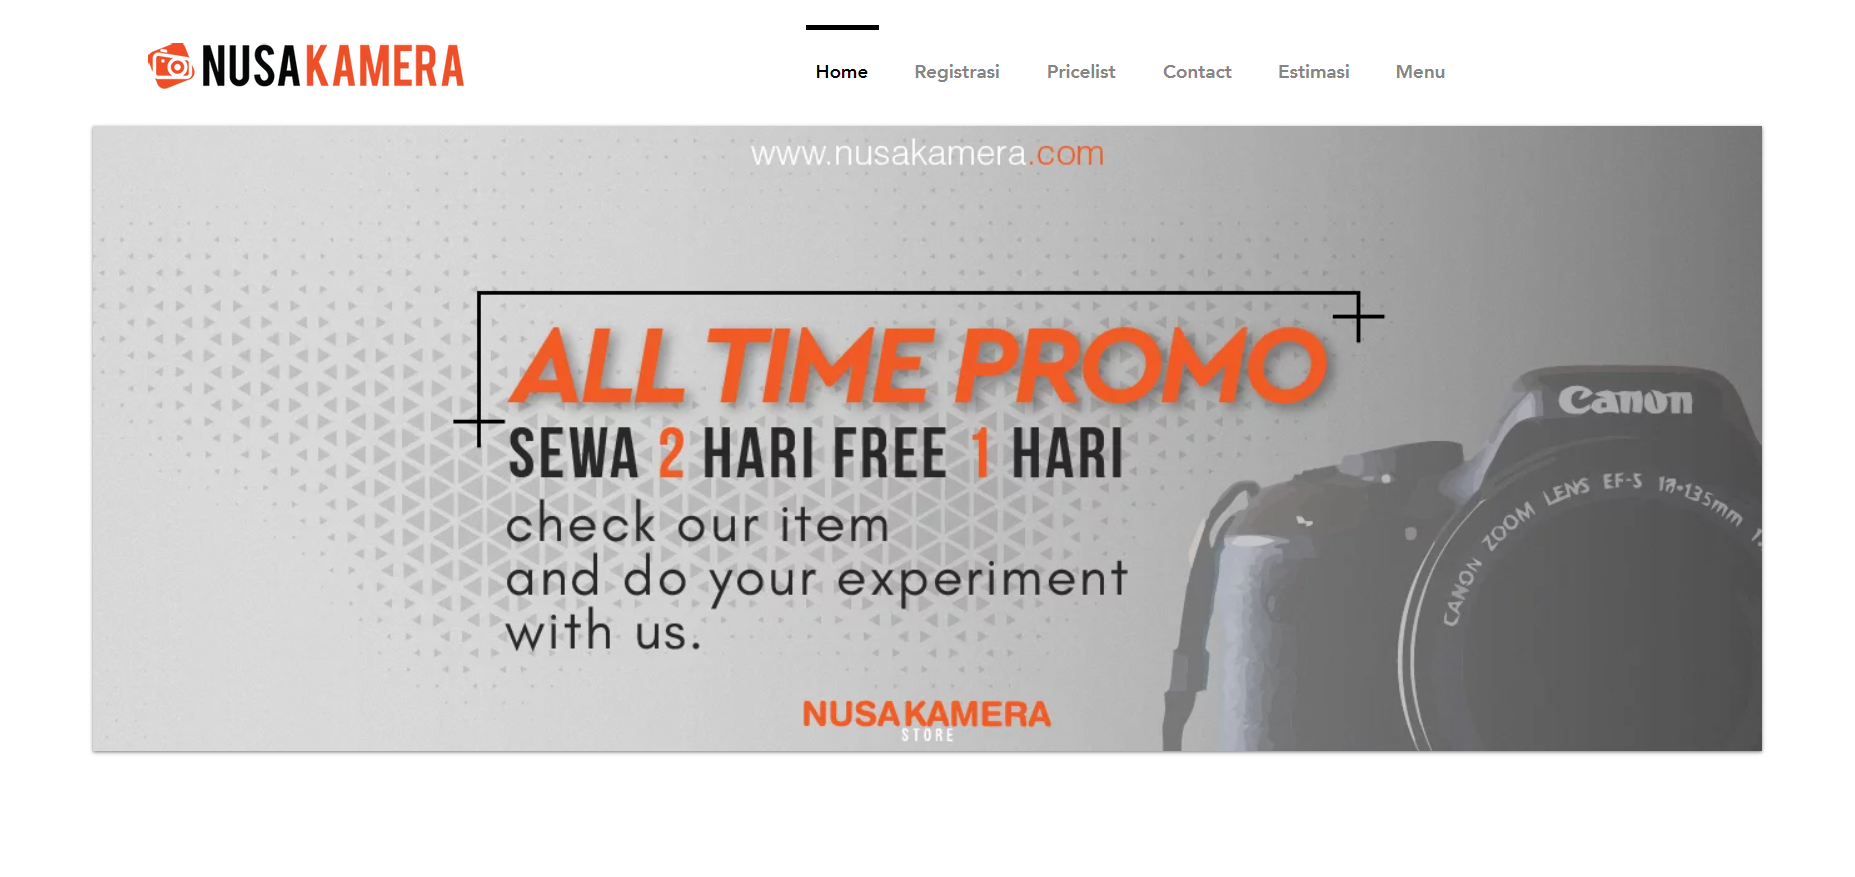 NUSAKAMERA
Home Registrasi Pricelist Contact Estimasi Menu
www.nusakamera.com
ALL TIME PROMO
SEWA 2 HARI FREE 1 HARI
check our item
and do your experiment
with us.
Canon
CANON ZOOM LENS EF-S 17-135mm
NUSAKAMERA
STORE